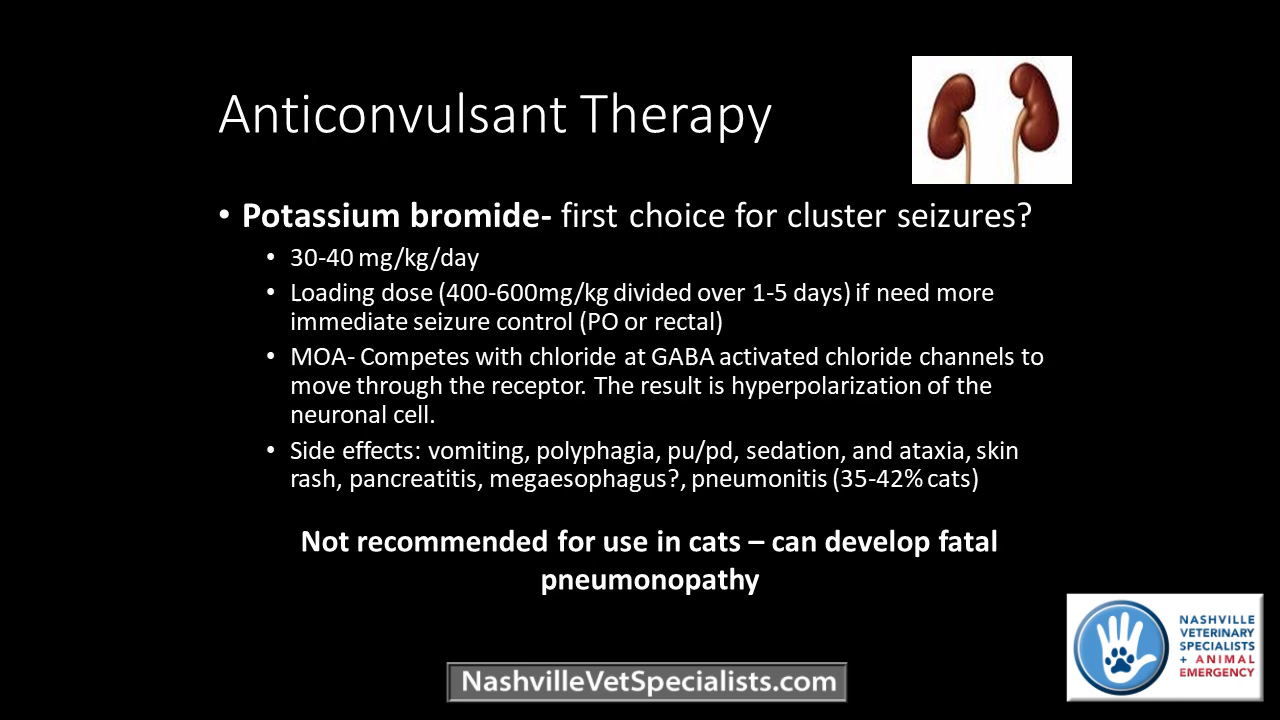 Anticonvulsant Therapy
• Potassium bromide- first choice for cluster seizures?
• 30-40 mg/kg/day
• Loading dose (400-600mg/kg divided over 1-5 days) if need more
immediate seizure control (PO or rectal)
• MOA- Competes with chloride at GABA activated chloride channels to
move through the receptor. The result is hyperpolarization of the
neuronal cell.
• Side effects: vomiting, polyphagia, pu/pd, sedation, and ataxia, skin
rash, pancreatitis, megaesophagus?, pneumonitis (35-42% cats)
Not recommended for use in cats – can develop fatal
pneumonopathy
NASHVILLE
VETERINARY
SPECIALISTS
+ ANIMAL
EMERGENCY
NashvilleVetSpecialists.com